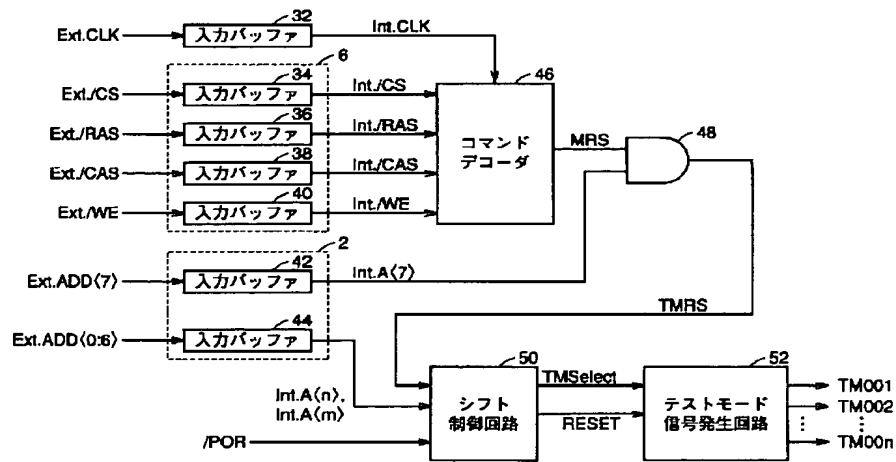 32
Ext.CLK
入力バッファ
Int.CLK
6
34
Ext./CS
入力バッファ
Int./CS
36
Ext./RAS
入力バッファ
Int./RAS
38
Ext./CAS
入力バッファ
Int./CAS
40
Ext./WE
入力バッファ
Int./WE
46
コマンド
デコーダ
MRS
48
2
42
Ext.ADD〈7〉
入力バッファ
Int.A〈7〉
44
Ext.ADD〈0:6〉
入力バッファ
TMRS
Int.A〈n〉,
Int.A〈m〉
/POR
50
シフト
制御回路
TMSelect
RESET
52
テストモード
信号発生回路
TM001
TM002
TM00n